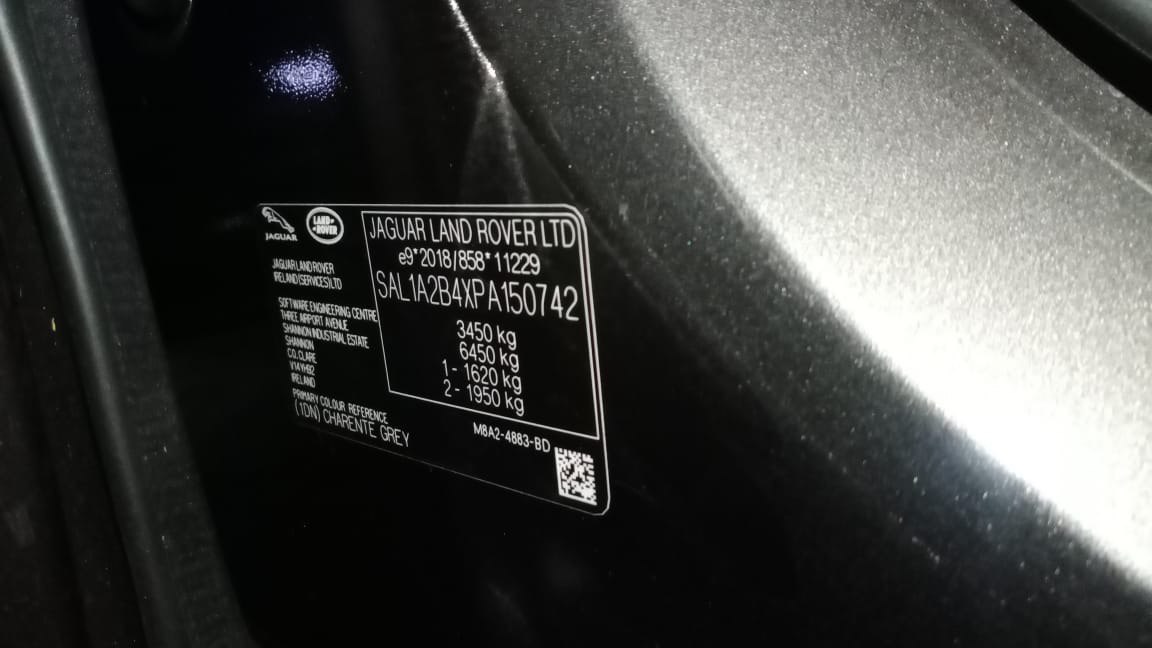 JAGUAR
LAND-
-ROVER
JAGUAR LAND ROVER
IRELAND (SERVICES) LTD
SOFTWARE ENGINEERING CENTRE
THREE AIRPORT AVENUE
SHANNON INDUSTRIAL ESTATE
SHANNON
CO. CLARE
IRELAND
PRIMARY COLOUR REFERENCE
(1DN) CHARENTE GREY
JAGUAR LAND ROVER LTD
e9*2018/858*11229
SAL1A2B4XPA150742
3450 kg
6450 kg
1- 1620 kg
2- 1950 kg
M8A2-4883-BD